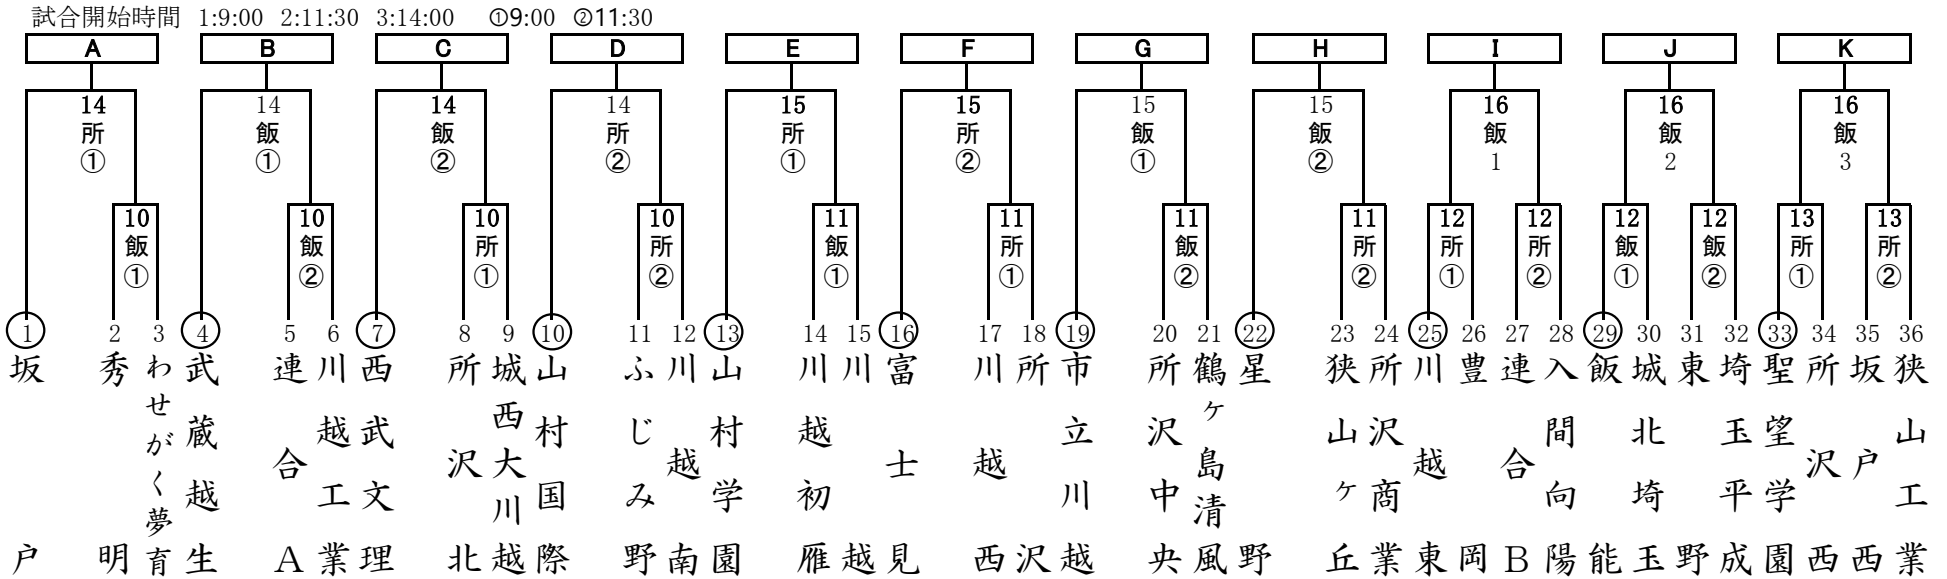 試合開始時間 1:9:00 2:11:30 3:14:00 ①9:00 ②11:30
A B C D E F G H I J K
14 14 14 14 15 15 15 15 16 16 16
所 飯 飯 所 所 所 飯 飯 飯 飯 飯
① ① ② ② ① ② ① ② 1 2 3
10 10 10 10 11 11 11 11 12 12 12 12 13 13
飯 飯 所 所 飯 所 飯 所 所 所 飯 飯 所 所
① ② ① ② ① ① ② ② ① ② ① ② ① ②
1 2 3 4 5 6 7 8 9 10 11 12 13 14 15 16 17 18 19 20 21 22 23 24 25 26 27 28 29 30 31 32 33 34 35 36
坂戸
秀明
わせがく夢育
武蔵越生
連合A
川越工業
西武文理
所沢北
城西大川越
山村国際
ふじみ野
川越南
山村学園
川越初雁
川越
富士見
川越西
所沢
市立川越
所沢中央
鶴ヶ島清風
星野
狭山ケ丘
所沢商業
川越東
豊岡
連合B
入間向陽
飯能
城北埼玉
東野
埼玉平成
聖望学園
所沢西
坂戸西
狭山工業